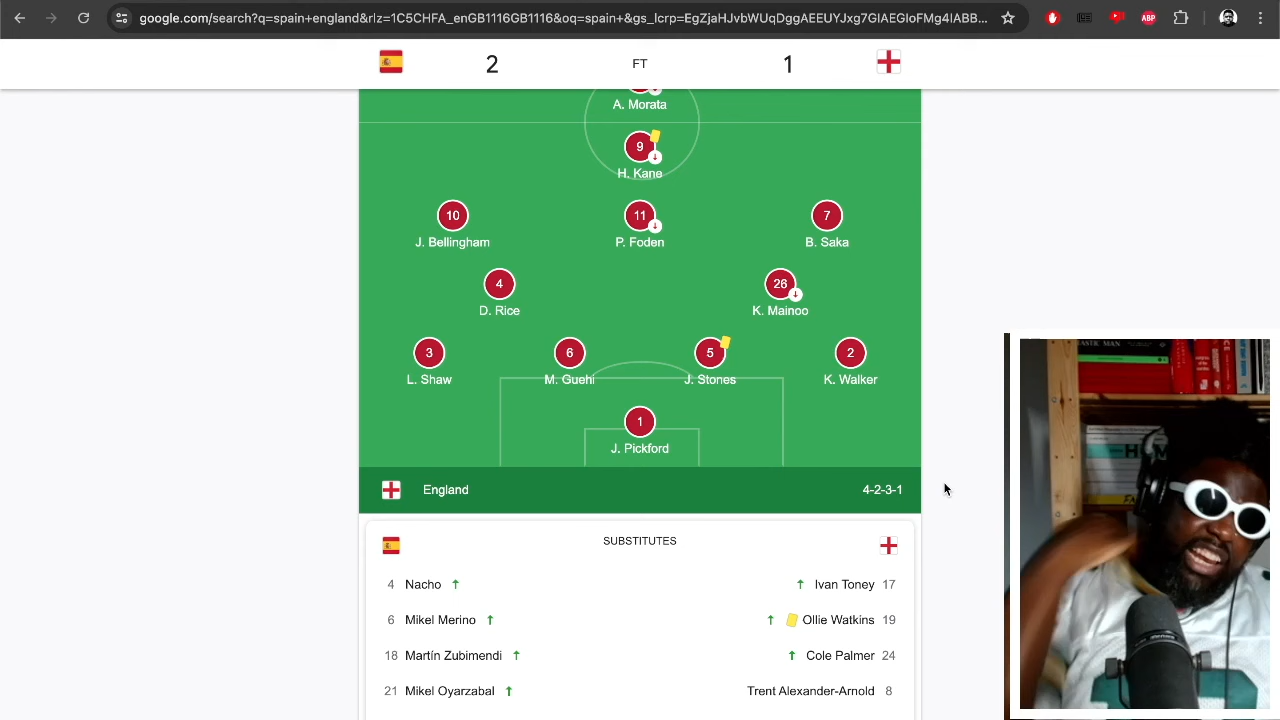 google.com/search?q=spain+england&rlz=1C5CHFA_enGB1116GB1116&oq=spain+&gs_lcrp=EgZjaHJvbWUqDggAEEUYJxg7GIAEGIoFMg4IABB...
ABP
2 FT 1
A. Morata
9
H. Kane
10 11 7
J. Bellingham P. Foden B. Saka
4 26
D. Rice K. Mainoo
3 6 5 2
L. Shaw M. Guehi J. Stones K. Walker
1
J. Pickford
England 4-2-3-1
SUBSTITUTES
4 Nacho Ivan Toney 17
6 Mikel Merino Ollie Watkins 19
18 Martín Zubimendi Cole Palmer 24
21 Mikel Oyarzabal Trent Alexander-Arnold 8